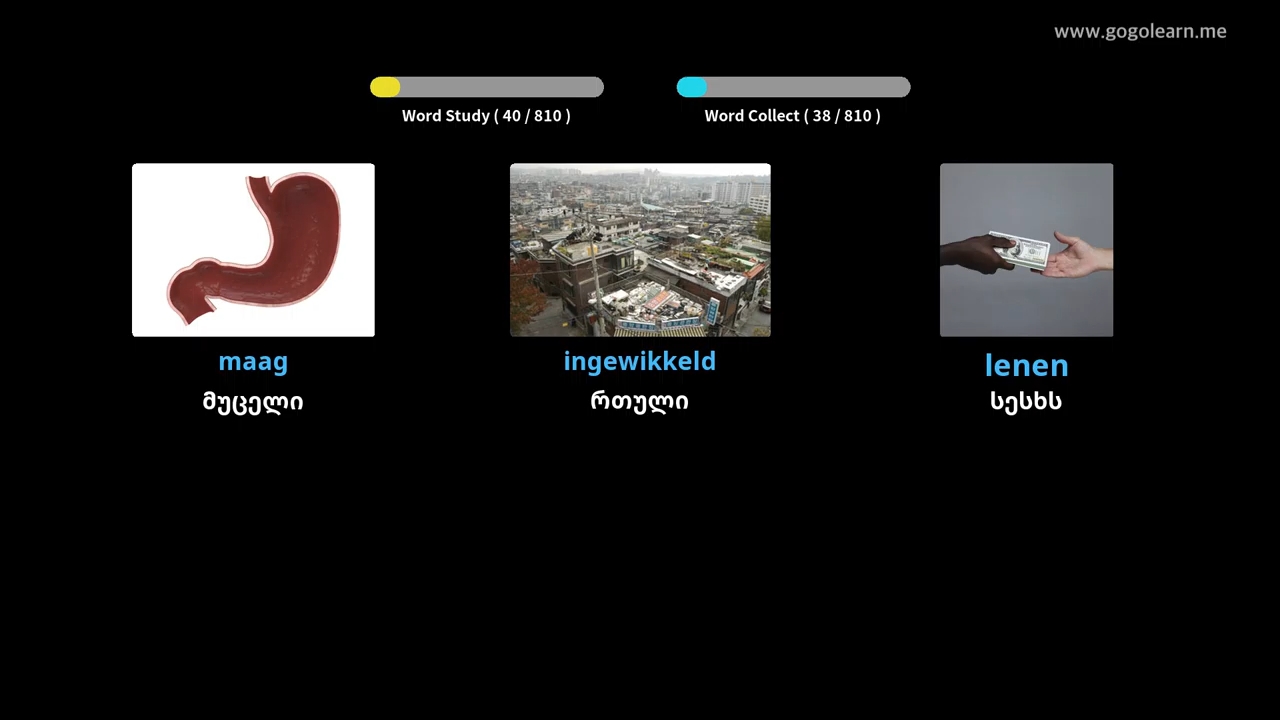 www.gogolearn.me
Word Study ( 40 / 810 )
Word Collect ( 38 / 810 )
maag
მუცელი
ingewikkeld
რთული
lenen
სესხს